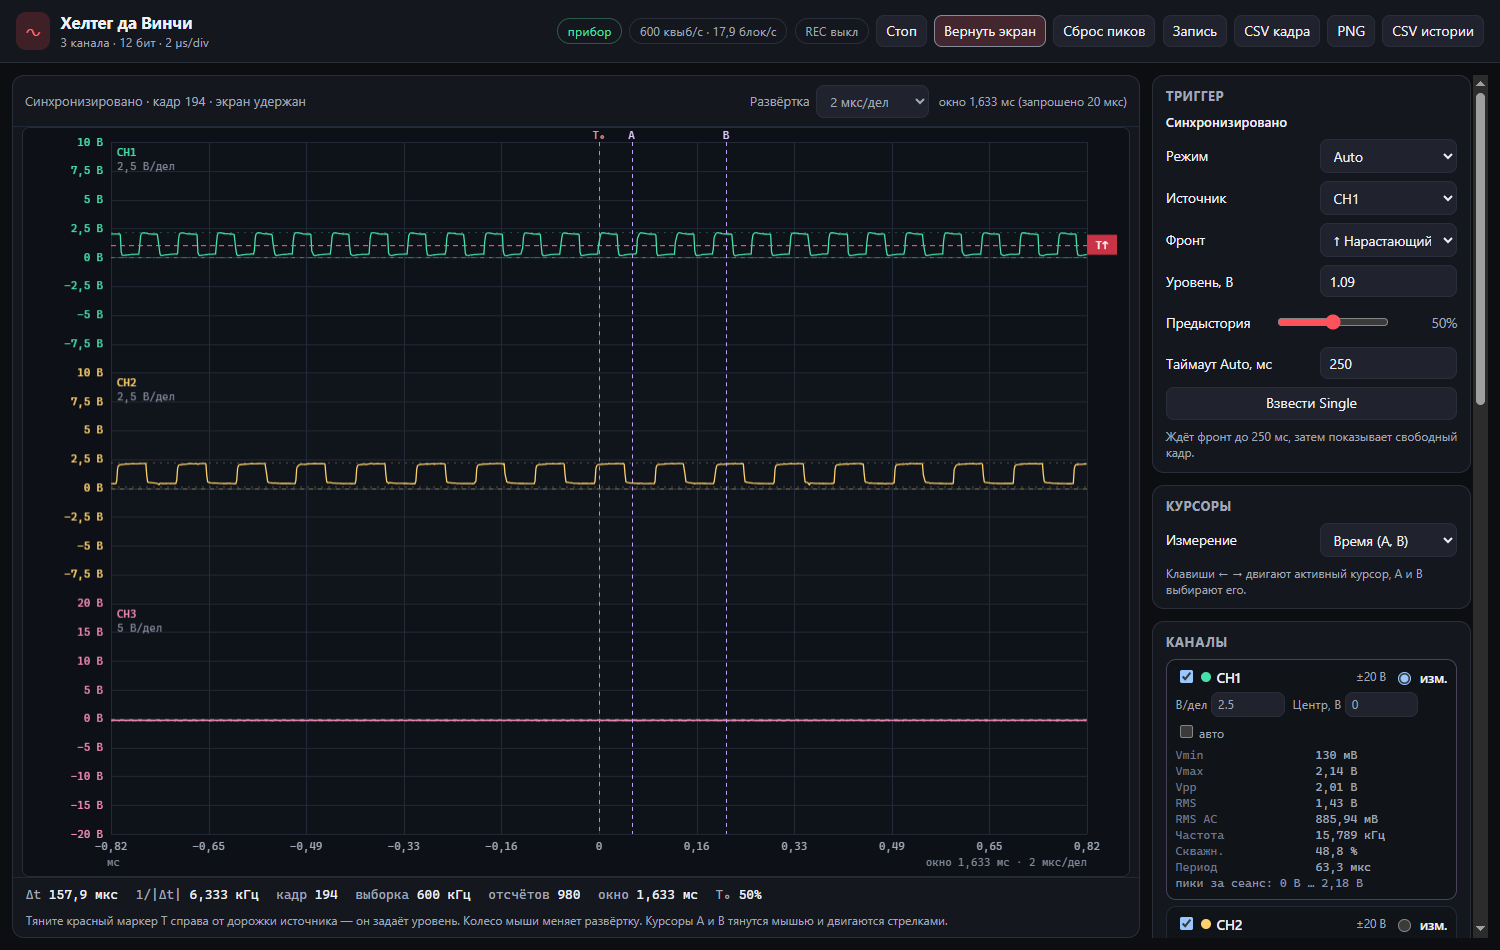 Хелтег да Винчи
3 канала · 12 бит · 2 µs/div
прибор
600 квыб/с · 17,9 блок/с
REC выкл
Стоп
Вернуть экран
Сброс пиков
Запись
CSV кадра
PNG
CSV истории
Синхронизировано · кадр 194 · экран удержан
Развёртка
2 мкс/дел
окно 1,633 мс (запрошено 20 мкс)
T₀
A
B
CH1
2,5 В/дел
10 В
7,5 В
5 В
2,5 В
0 В
−2,5 В
−5 В
−7,5 В
T↑
CH2
2,5 В/дел
10 В
7,5 В
5 В
2,5 В
0 В
−2,5 В
−5 В
−7,5 В
CH3
5 В/дел
20 В
15 В
10 В
5 В
0 В
−5 В
−10 В
−15 В
−20 В
−0,82
−0,65
−0,49
−0,33
−0,16
0
0,16
0,33
0,49
0,65
0,82
мс
окно 1,633 мс · 2 мкс/дел
Δt 157,9 мкс 1/|Δt| 6,333 кГц кадр 194 выборка 600 кГц отсчётов 980 окно 1,633 мс T₀ 50%
Тяните красный маркер T справа от дорожки источника — он задаёт уровень. Колесо мыши меняет развёртку. Курсоры A и B тянутся мышью и двигаются стрелками.
ТРИГГЕР
Синхронизировано
Режим
Auto
Источник
CH1
Фронт
↑ Нарастающий
Уровень, В
1.09
Предыстория
50%
Таймаут Auto, мс
250
Взвести Single
Ждёт фронт до 250 мс, затем показывает свободный
кадр.
КУРСОРЫ
Измерение
Время (A, B)
Клавиши ← → двигают активный курсор, A и B
выбирают его.
КАНАЛЫ
CH1
±20 В
изм.
В/дел 2.5 Центр, В 0
авто
Vmin 130 мВ
Vmax 2,14 В
Vpp 2,01 В
RMS 1,43 В
RMS AC 885,94 мВ
Частота 15,789 кГц
Скважн. 48,8 %
Период 63,3 мкс
пики за сеанс: 0 В … 2,18 В
CH2
±20 В
изм.